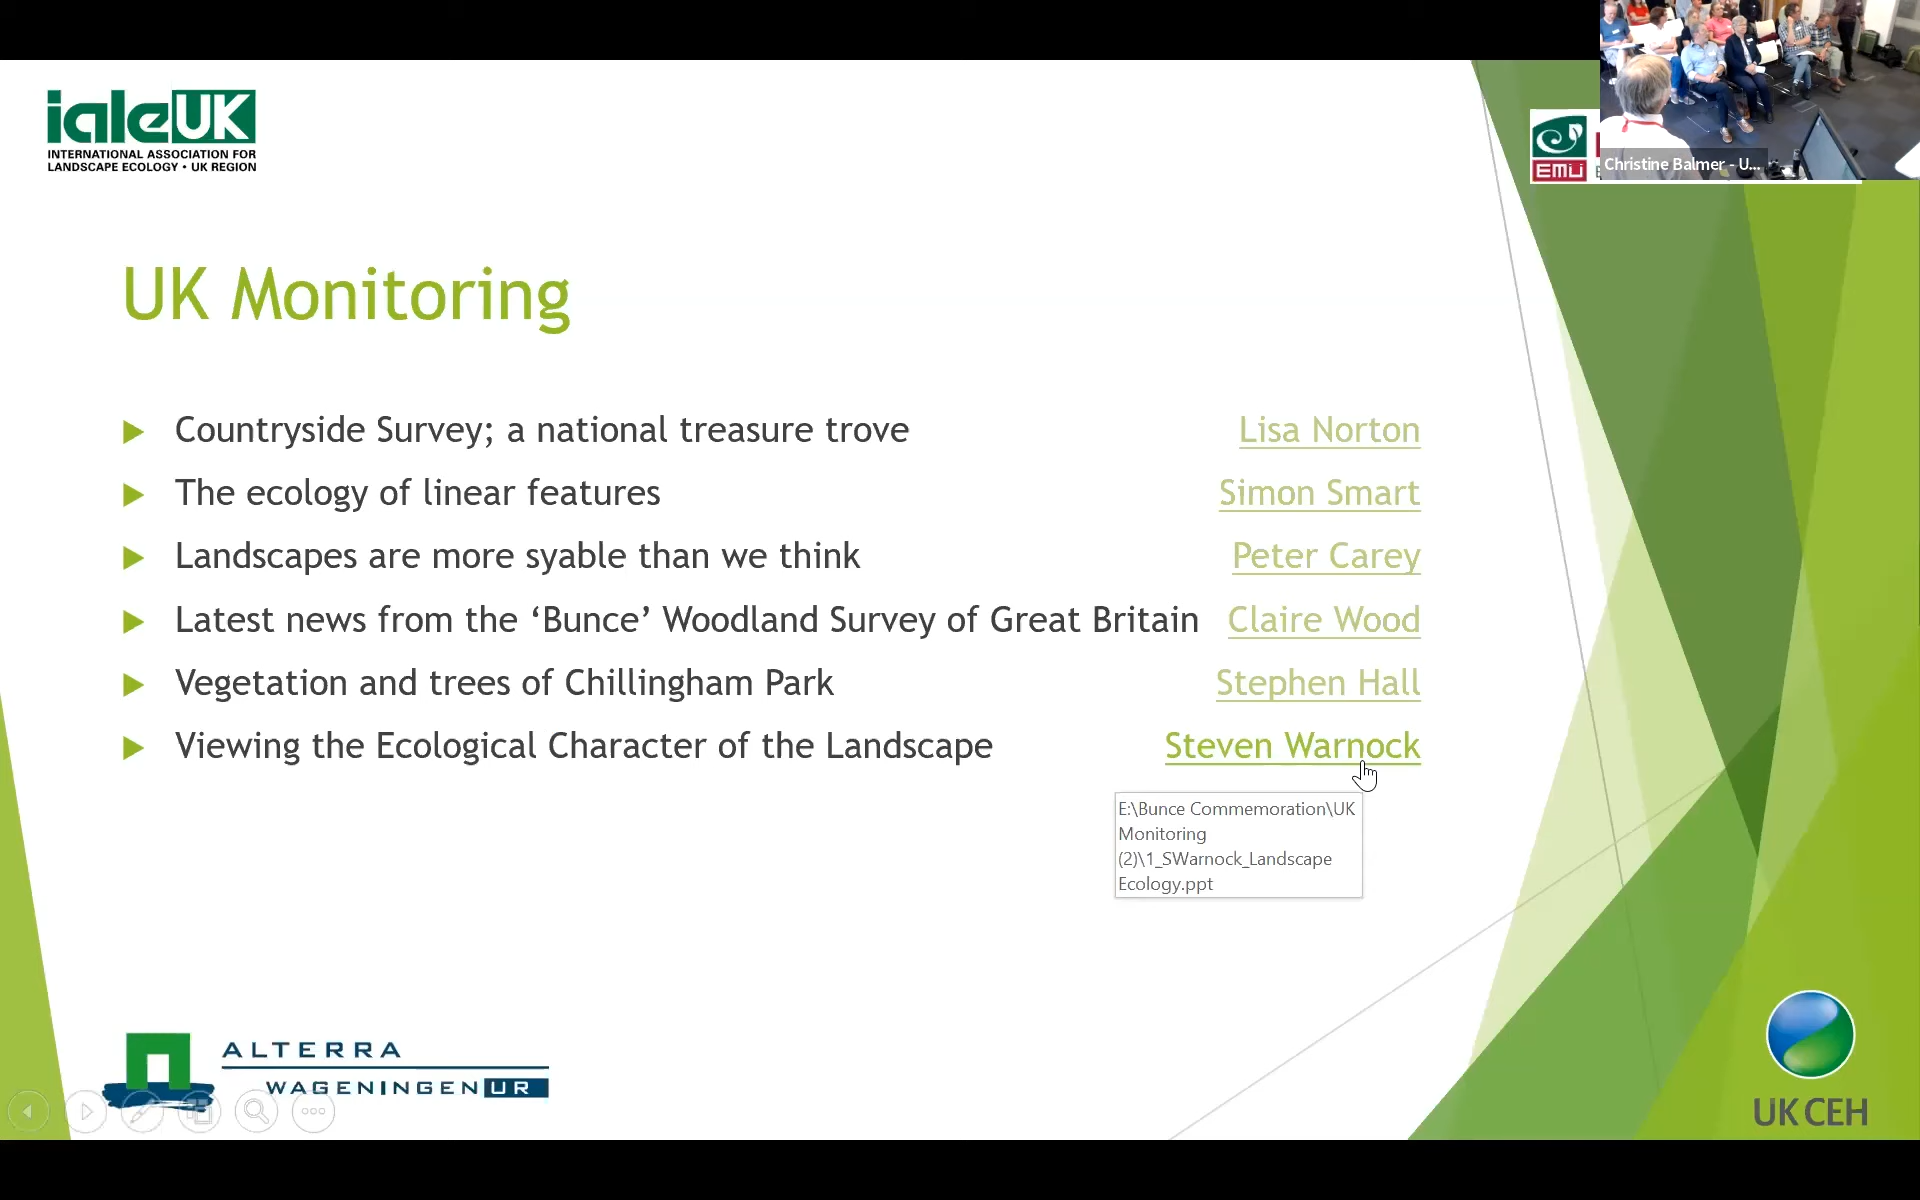 ialeUK
INTERNATIONAL ASSOCIATION FOR
LANDSCAPE ECOLOGY • UK REGION
EMU
Christine Balmer - U...
UK Monitoring
Countryside Survey; a national treasure trove Lisa Norton
The ecology of linear features Simon Smart
Landscapes are more syable than we think Peter Carey
Latest news from the ‘Bunce’ Woodland Survey of Great Britain Claire Wood
Vegetation and trees of Chillingham Park Stephen Hall
Viewing the Ecological Character of the Landscape Steven Warnock
E:\Bunce Commemoration\UK
Monitoring
(2)\1_SWarnock_Landscape
Ecology.ppt
ALTERRA
WAGENINGEN UR
UK CEH